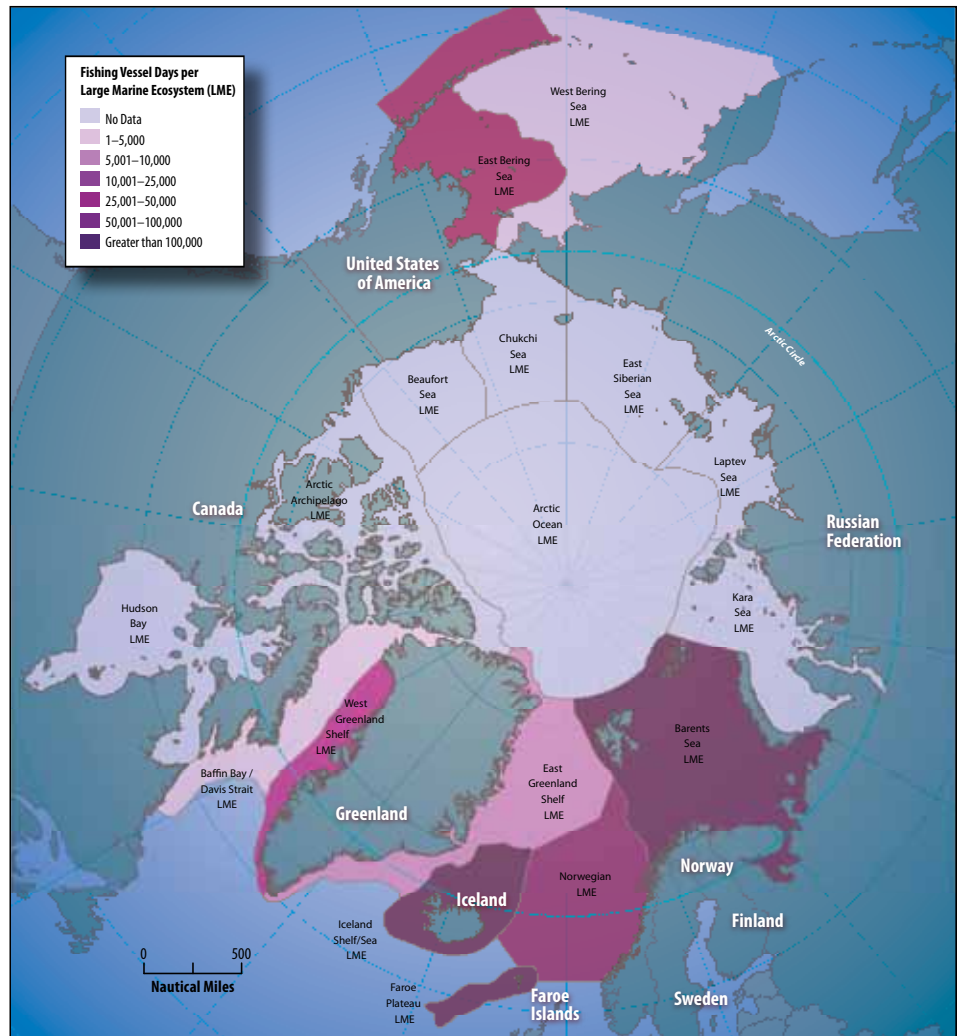 Fishing Vessel Days per
Large Marine Ecosystem (LME)
No Data
1–5,000
5,001–10,000
10,001–25,000
25,001–50,000
50,001–100,000
Greater than 100,000
West Bering
Sea
LME
East Bering
Sea
LME
United States
of America
Arctic Circle
Chukchi
Sea
LME
Beaufort
Sea
LME
East
Siberian
Sea
LME
Laptev
Sea
LME
Arctic
Archipelago
LME
Canada
Arctic
Ocean
LME
Russian
Federation
Hudson
Bay
LME
Kara
Sea
LME
West
Greenland
Shelf
LME
Barents
Sea
LME
Baffin Bay /
Davis Strait
LME
East
Greenland
Shelf
LME
Greenland
Norway
Norwegian
LME
Iceland
Iceland
Shelf/Sea
LME
Finland
0 500
Nautical Miles
Faroe
Plateau
LME
Faroe
Islands
Sweden